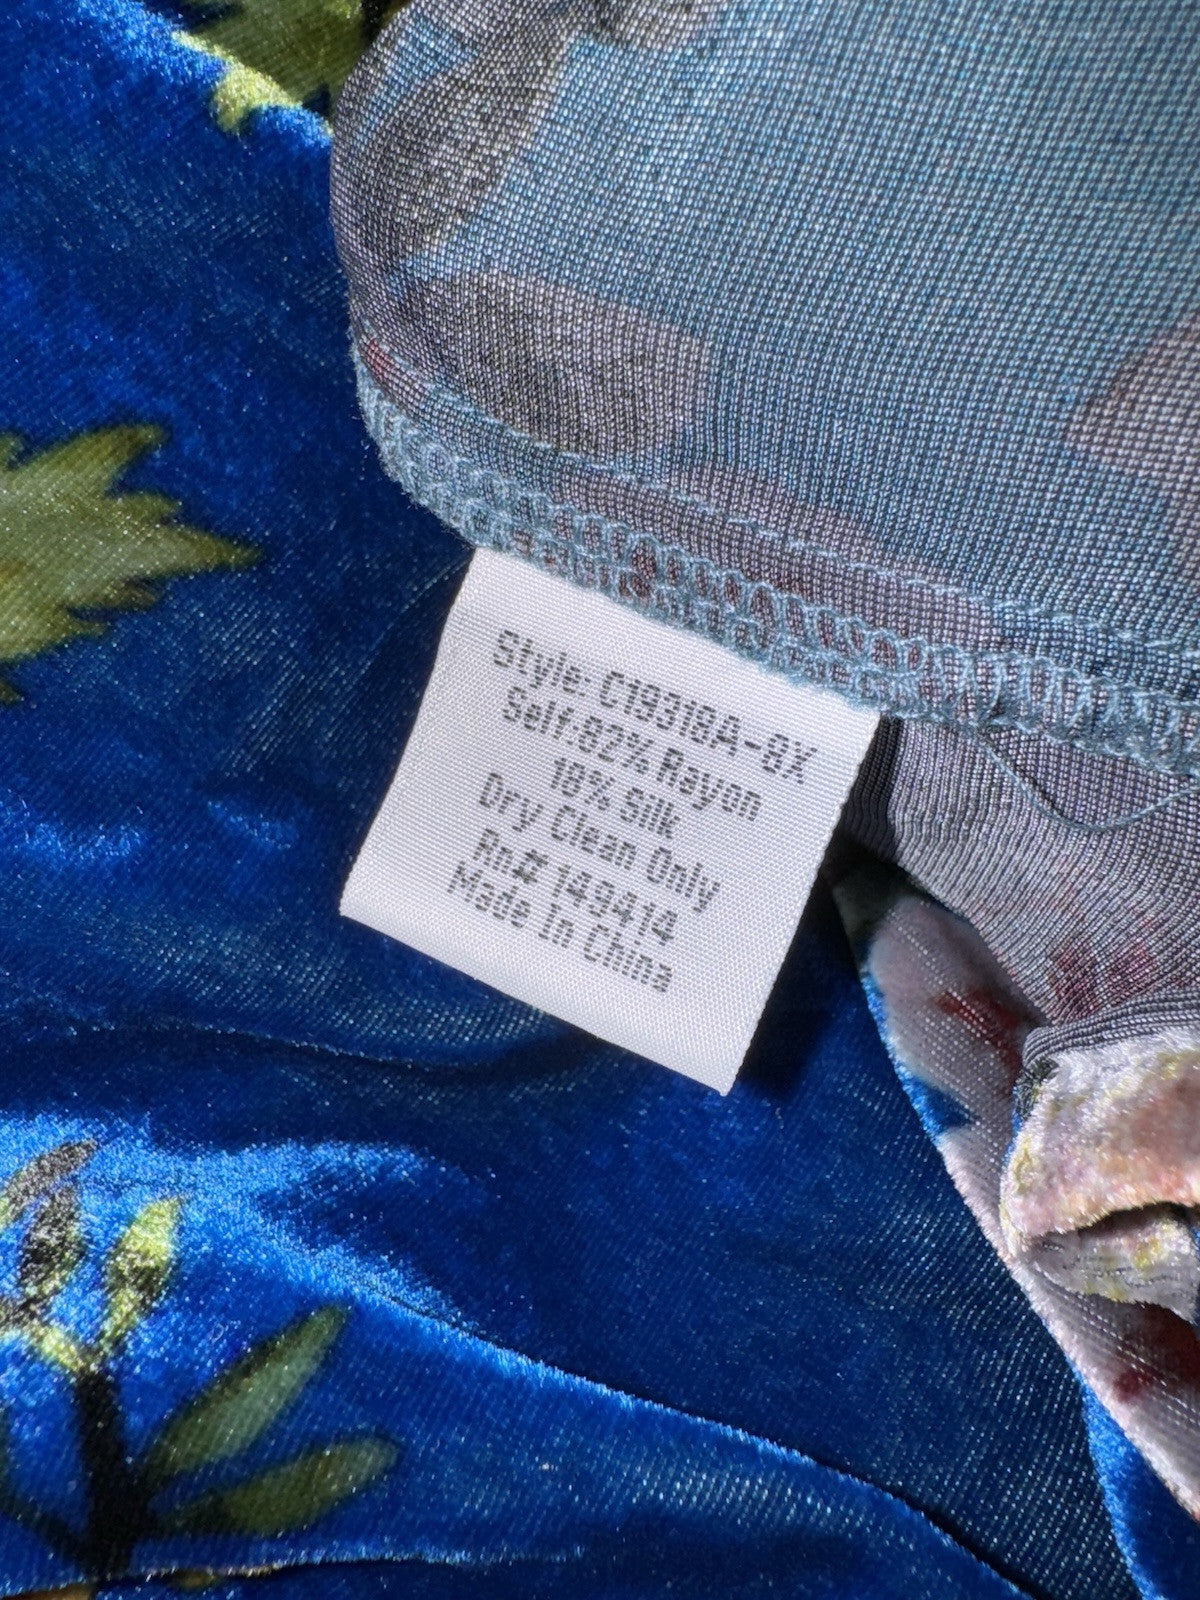 Style: C19318A-8X
Self:82% Rayon
18% Silk
Dry Clean Only
Rn.# 149414
Made In China